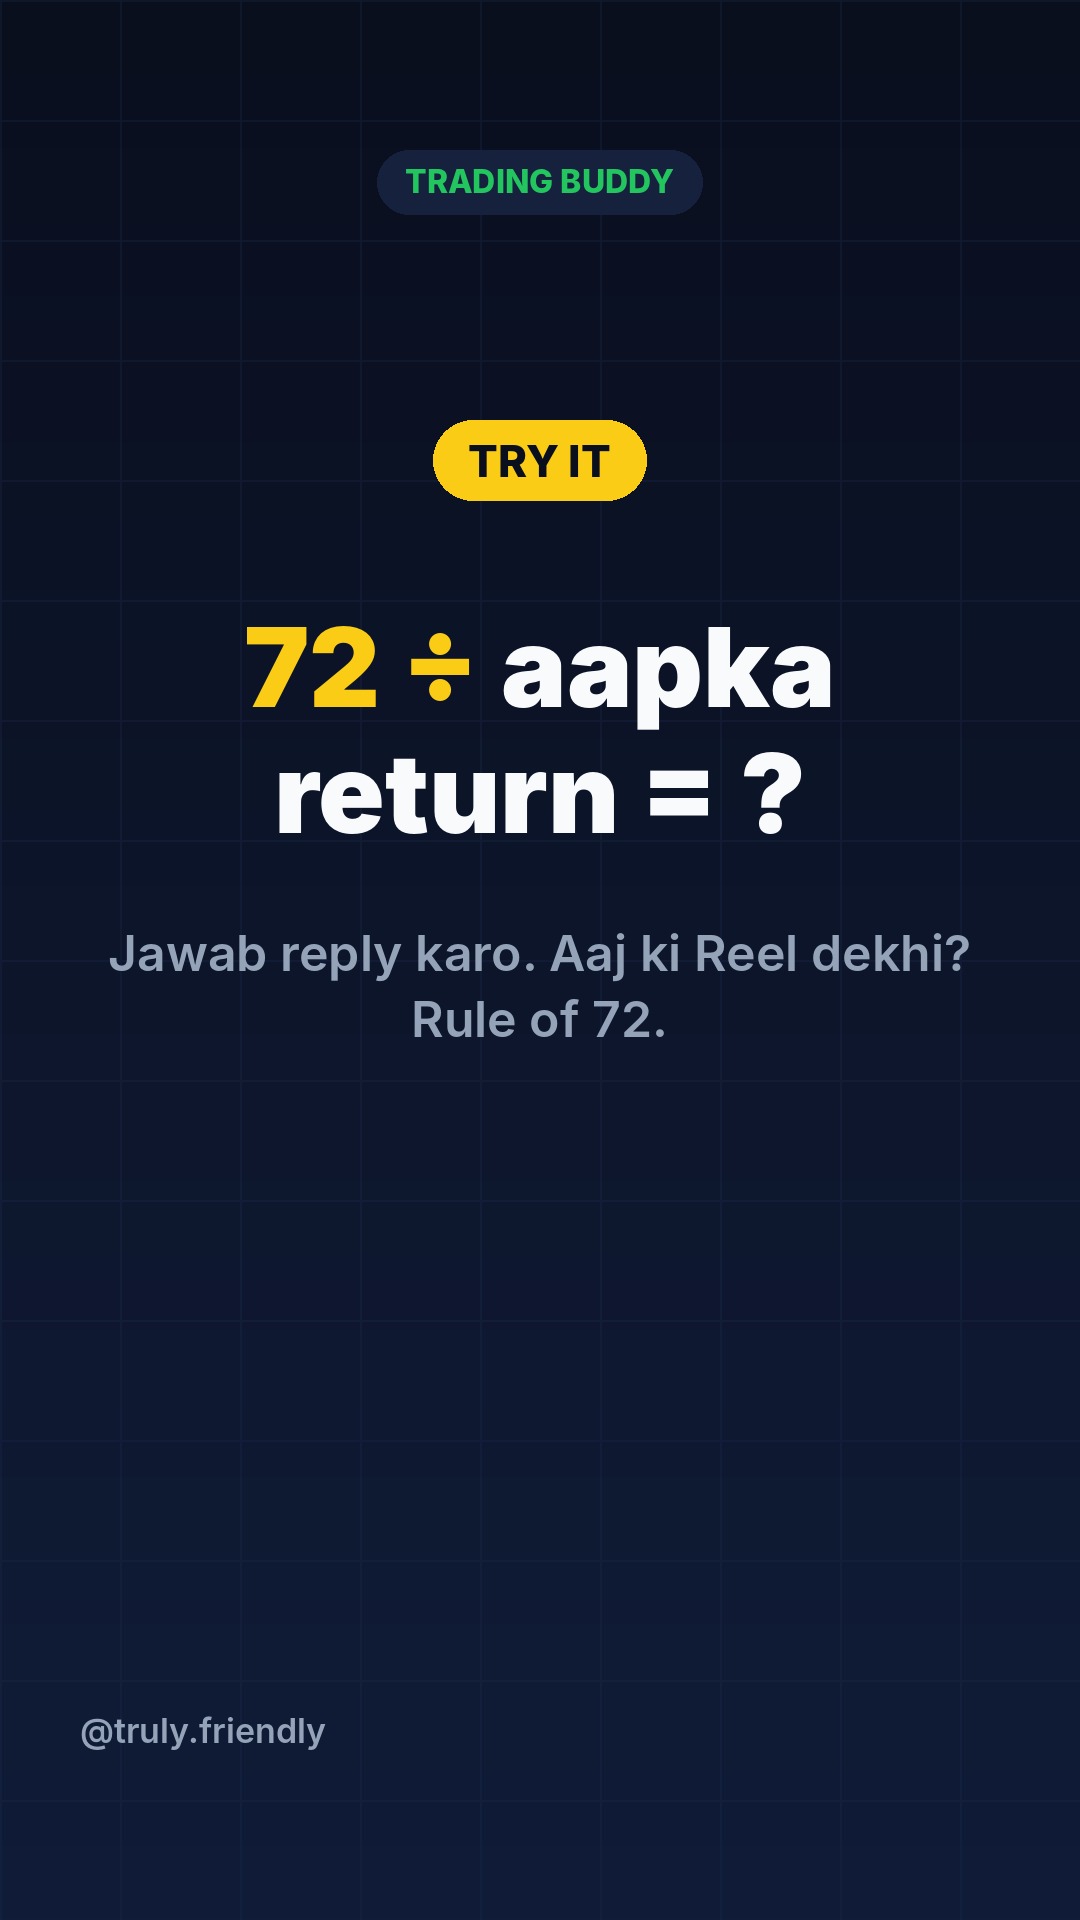 TRADING BUDDY
TRY IT
72 ÷ aapka
return = ?
Jawab reply karo. Aaj ki Reel dekhi?
Rule of 72.
@truly.friendly